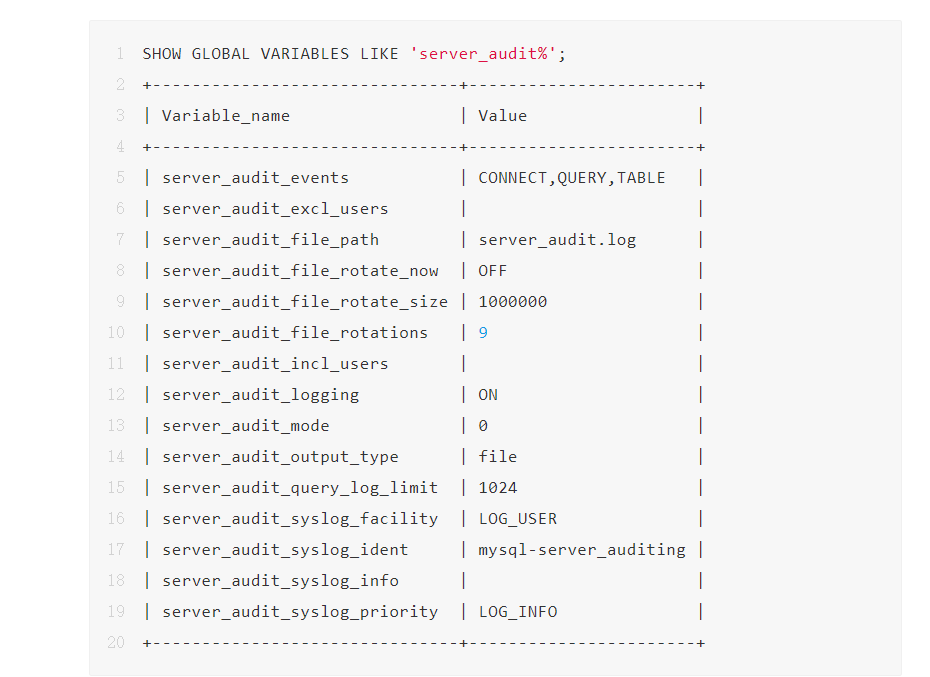 1 SHOW GLOBAL VARIABLES LIKE 'server_audit%';
2 +-------------------------------+-----------------------+
3 | Variable_name                 | Value                 |
4 +-------------------------------+-----------------------+
5 | server_audit_events           | CONNECT,QUERY,TABLE   |
6 | server_audit_excl_users       |                       |
7 | server_audit_file_path        | server_audit.log      |
8 | server_audit_file_rotate_now  | OFF                   |
9 | server_audit_file_rotate_size | 1000000               |
10 | server_audit_file_rotations   | 9                     |
11 | server_audit_incl_users       |                       |
12 | server_audit_logging          | ON                    |
13 | server_audit_mode             | 0                     |
14 | server_audit_output_type      | file                  |
15 | server_audit_query_log_limit  | 1024                  |
16 | server_audit_syslog_facility  | LOG_USER              |
17 | server_audit_syslog_ident     | mysql-server_auditing |
18 | server_audit_syslog_info      |                       |
19 | server_audit_syslog_priority  | LOG_INFO              |
20 +-------------------------------+-----------------------+